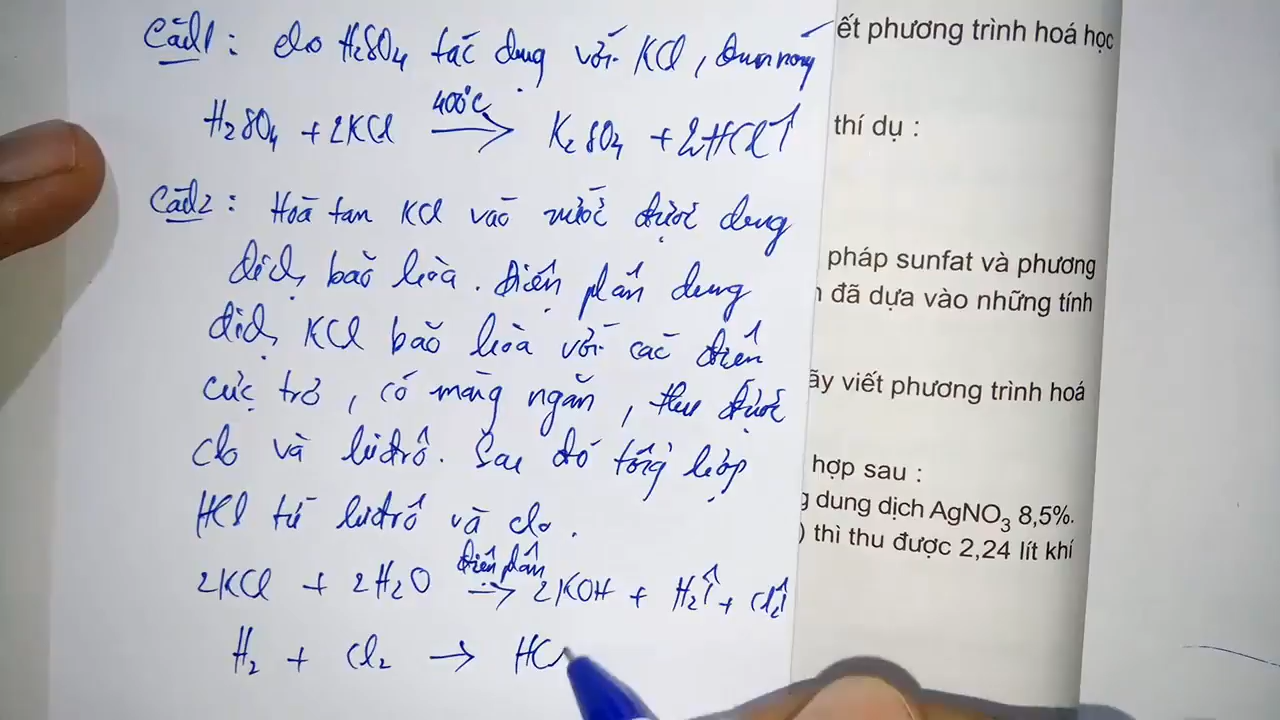 Cách 1 : cho H₂SO₄ tác dụng với KCl, đun nóng
H₂SO₄ + 2KCl 400°C → K₂SO₄ + 2HCl↑
Cách 2 : Hoà tan KCl vào nước được dung
dịch bão hòa. Điện phân dung
dịch KCl bão hòa với các điện
cực trơ, có màng ngăn, thu được
clo và hiđrô. Sau đó tổng hợp
HCl từ hiđrô và clo.
2KCl + 2H₂O điện phân → 2KOH + H₂↑ + Cl₂↑
H₂ + Cl₂ → HCl
ết phương trình hoá học
thí dụ :
pháp sunfat và phương
đã dựa vào những tính
ãy viết phương trình hoá
hợp sau :
g dung dịch AgNO₃ 8,5%.
) thì thu được 2,24 lít khí